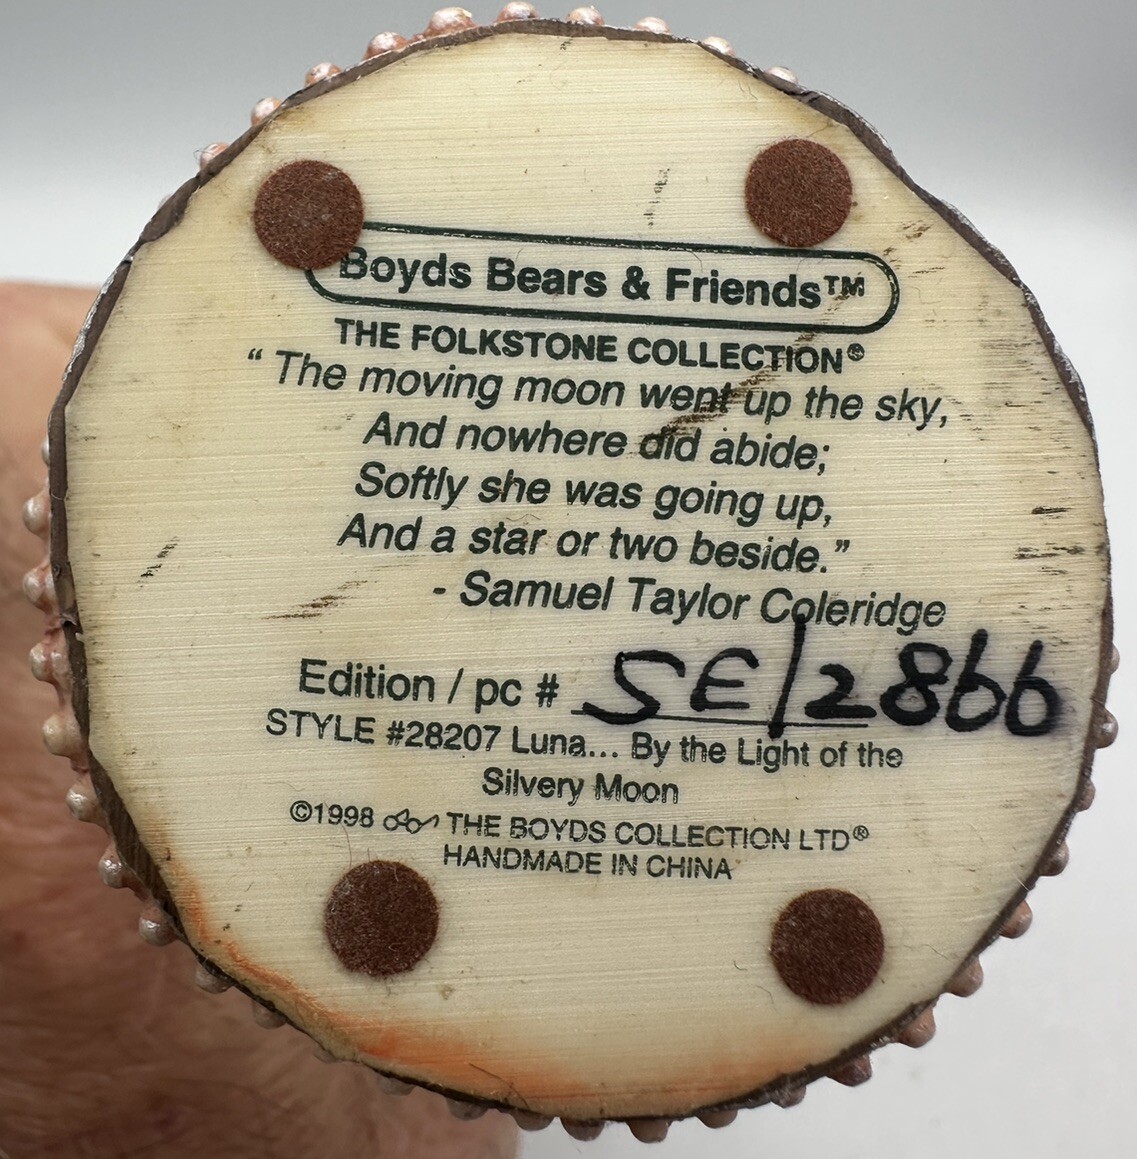 Boyds Bears & Friends™
THE FOLKSTONE COLLECTION®
“ The moving moon went up the sky,
And nowhere did abide;
Softly she was going up,
And a star or two beside.”
- Samuel Taylor Coleridge
Edition / pc # SE/2866
STYLE #28207 Luna... By the Light of the
Silvery Moon
©1998 THE BOYDS COLLECTION LTD®
HANDMADE IN CHINA